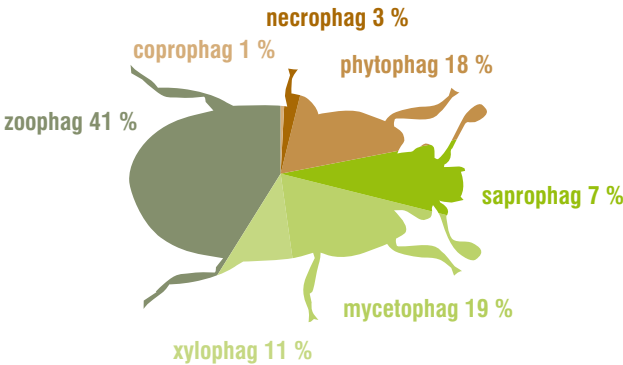 necrophag 3 %
coprophag 1 %
phytophag 18 %
zoophag 41 %
saprophag 7 %
mycetophag 19 %
xylophag 11 %